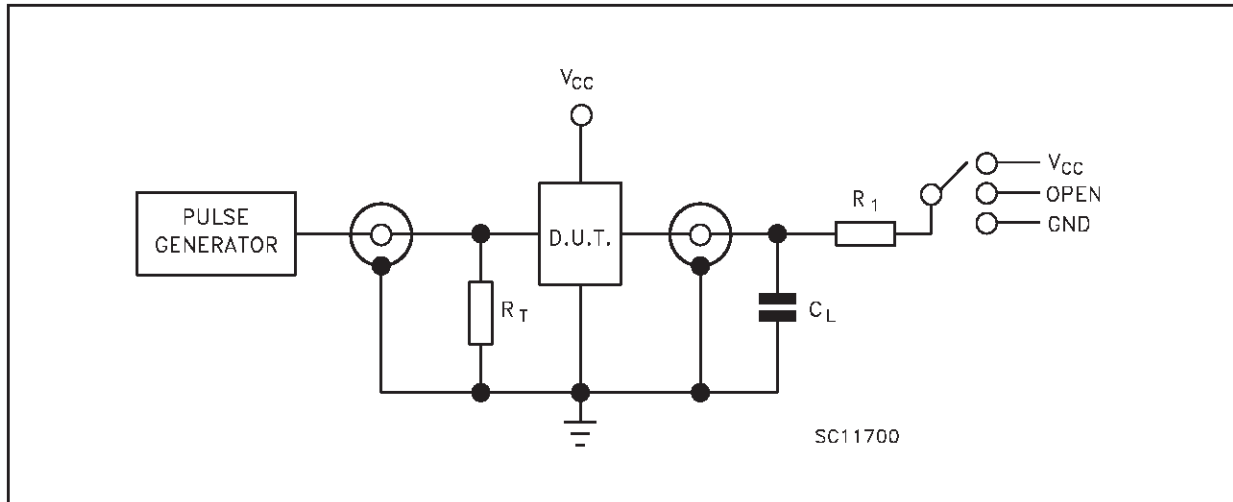 VCC
PULSE
GENERATOR
D.U.T.
RT
CL
R1
VCC
OPEN
GND
SC11700